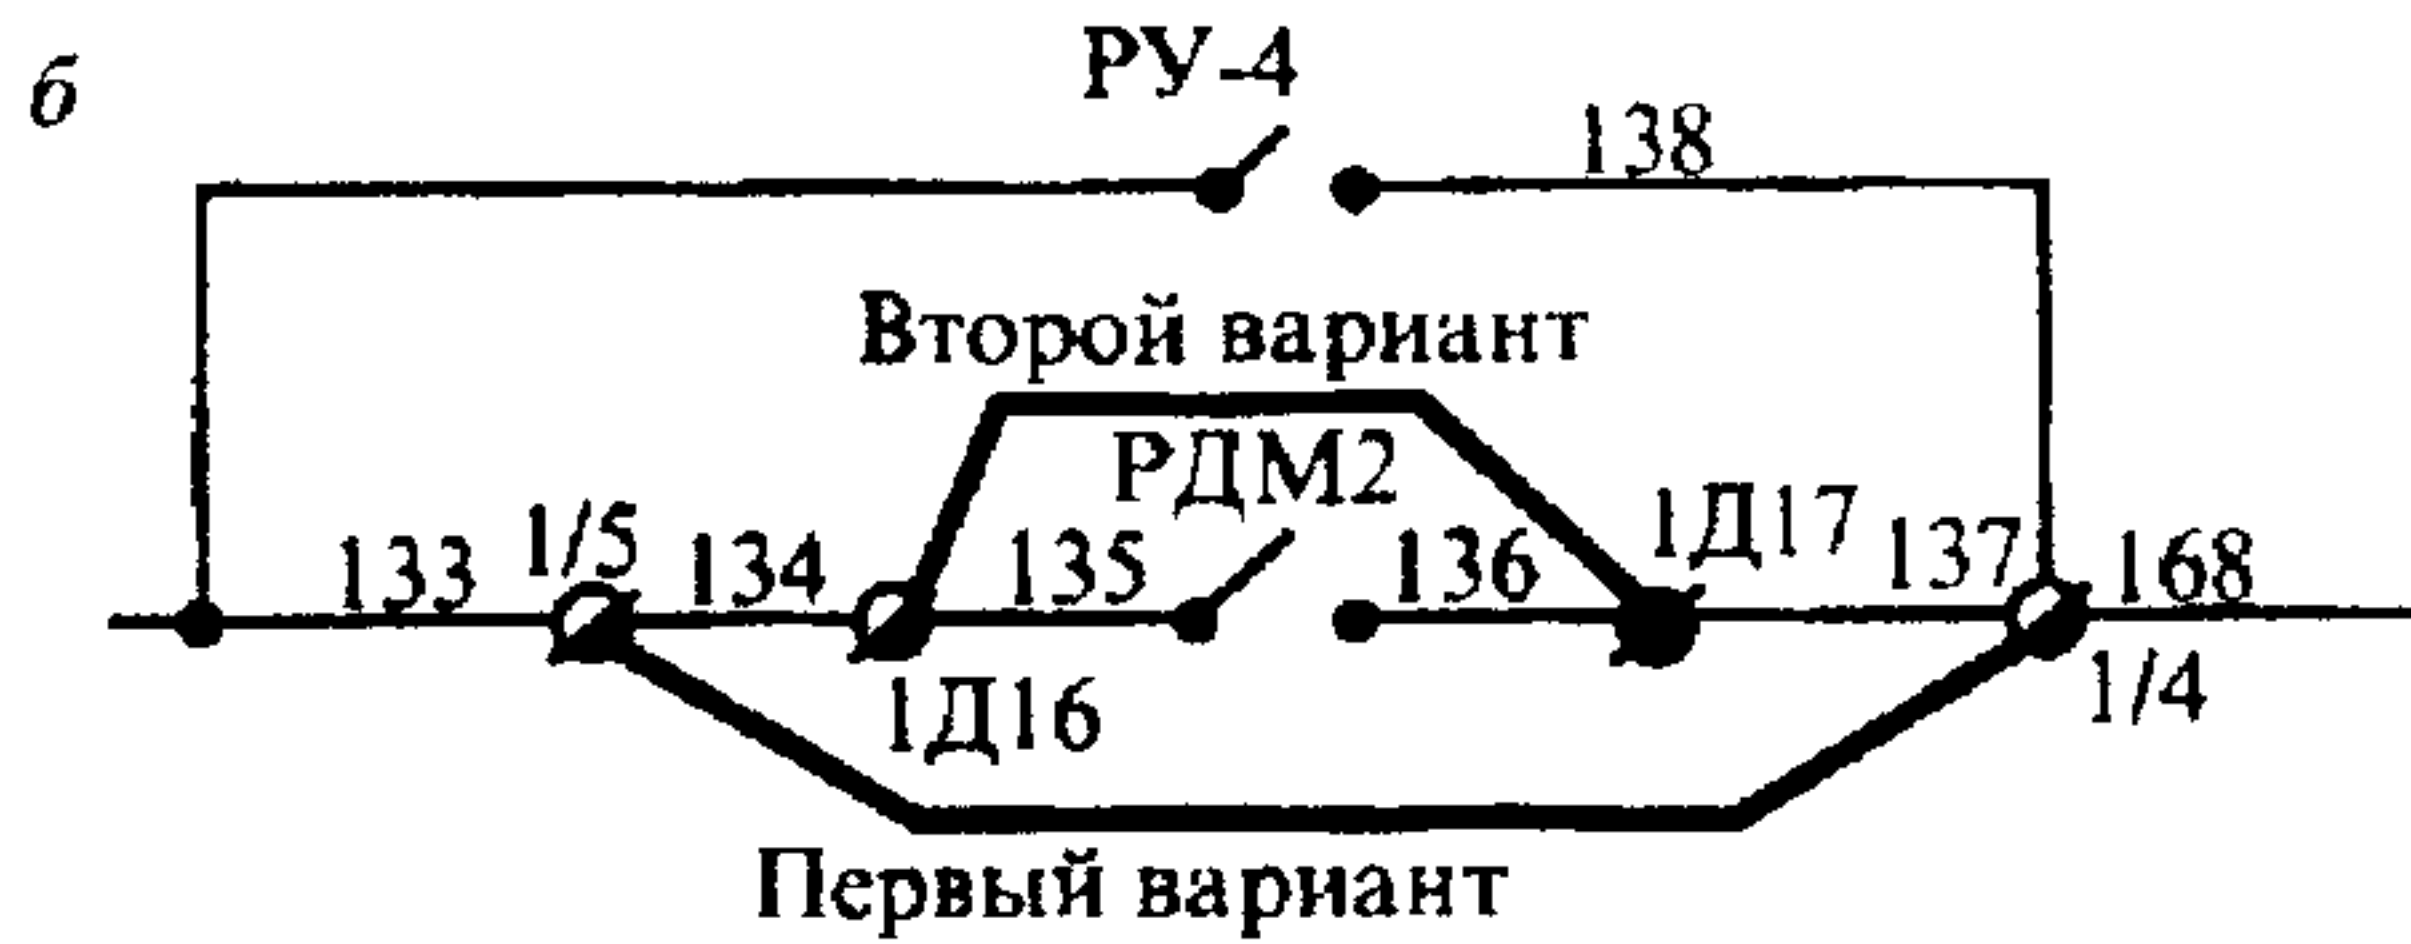 б
РУ-4
138
Второй вариант
РДМ2
133
1/5
134
135
136
1Д17
137
168
1Д16
1/4
Первый вариант